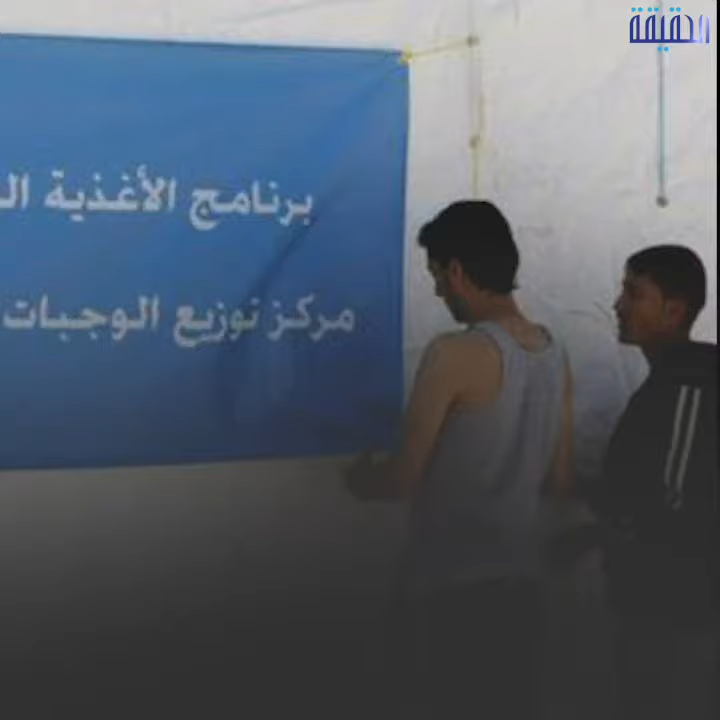 الحقيقة
برنامج الأغذية
مركز توزيع الوجبات